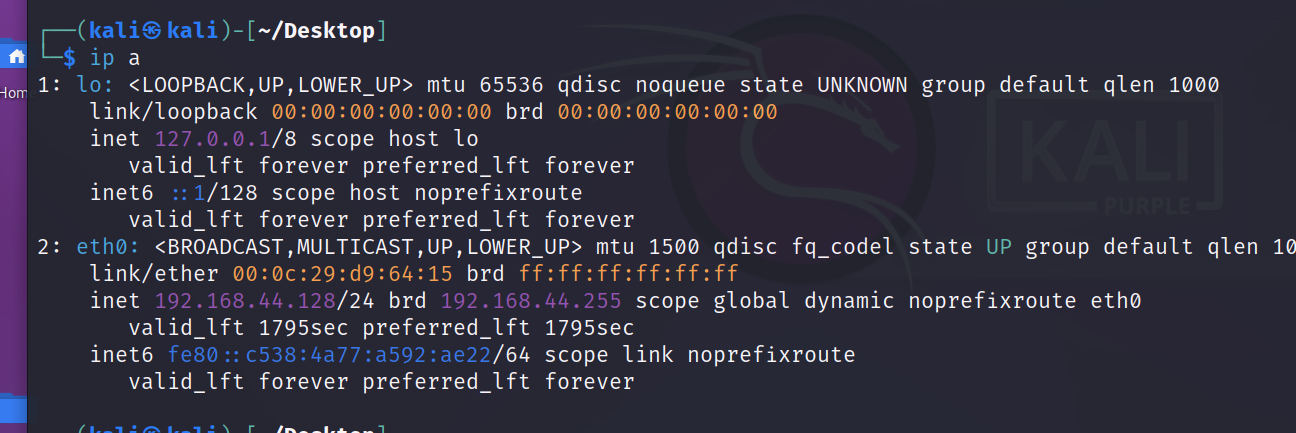 ┌──(kali㉿kali)-[~/Desktop]
└─$ ip a
Home
1: lo: <LOOPBACK,UP,LOWER_UP> mtu 65536 qdisc noqueue state UNKNOWN group default qlen 1000
link/loopback 00:00:00:00:00:00 brd 00:00:00:00:00:00
inet 127.0.0.1/8 scope host lo
valid_lft forever preferred_lft forever
inet6 ::1/128 scope host noprefixroute
valid_lft forever preferred_lft forever
2: eth0: <BROADCAST,MULTICAST,UP,LOWER_UP> mtu 1500 qdisc fq_codel state UP group default qlen 10
link/ether 00:0c:29:d9:64:15 brd ff:ff:ff:ff:ff:ff
inet 192.168.44.128/24 brd 192.168.44.255 scope global dynamic noprefixroute eth0
valid_lft 1795sec preferred_lft 1795sec
inet6 fe80::c538:4a77:a592:ae22/64 scope link noprefixroute
valid_lft forever preferred_lft forever
(kali㉿kali)-[~/Desktop]
KALI
PURPLE